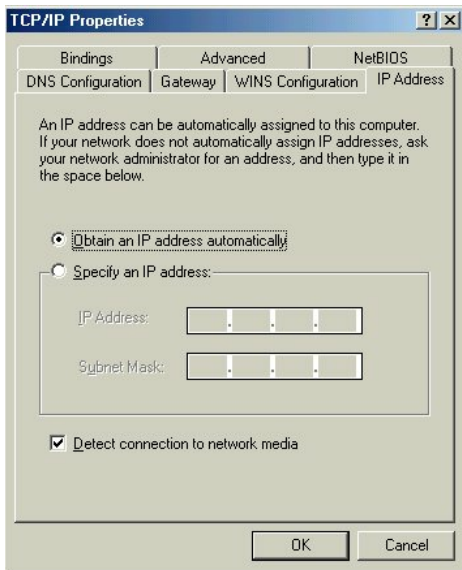 TCP/IP Properties
Bindings Advanced NetBIOS
DNS Configuration Gateway WINS Configuration IP Address
An IP address can be automatically assigned to this computer.
If your network does not automatically assign IP addresses, ask
your network administrator for an address, and then type it in
the space below.
Obtain an IP address automatically
Specify an IP address:
IP Address:
Subnet Mask:
Detect connection to network media
OK Cancel